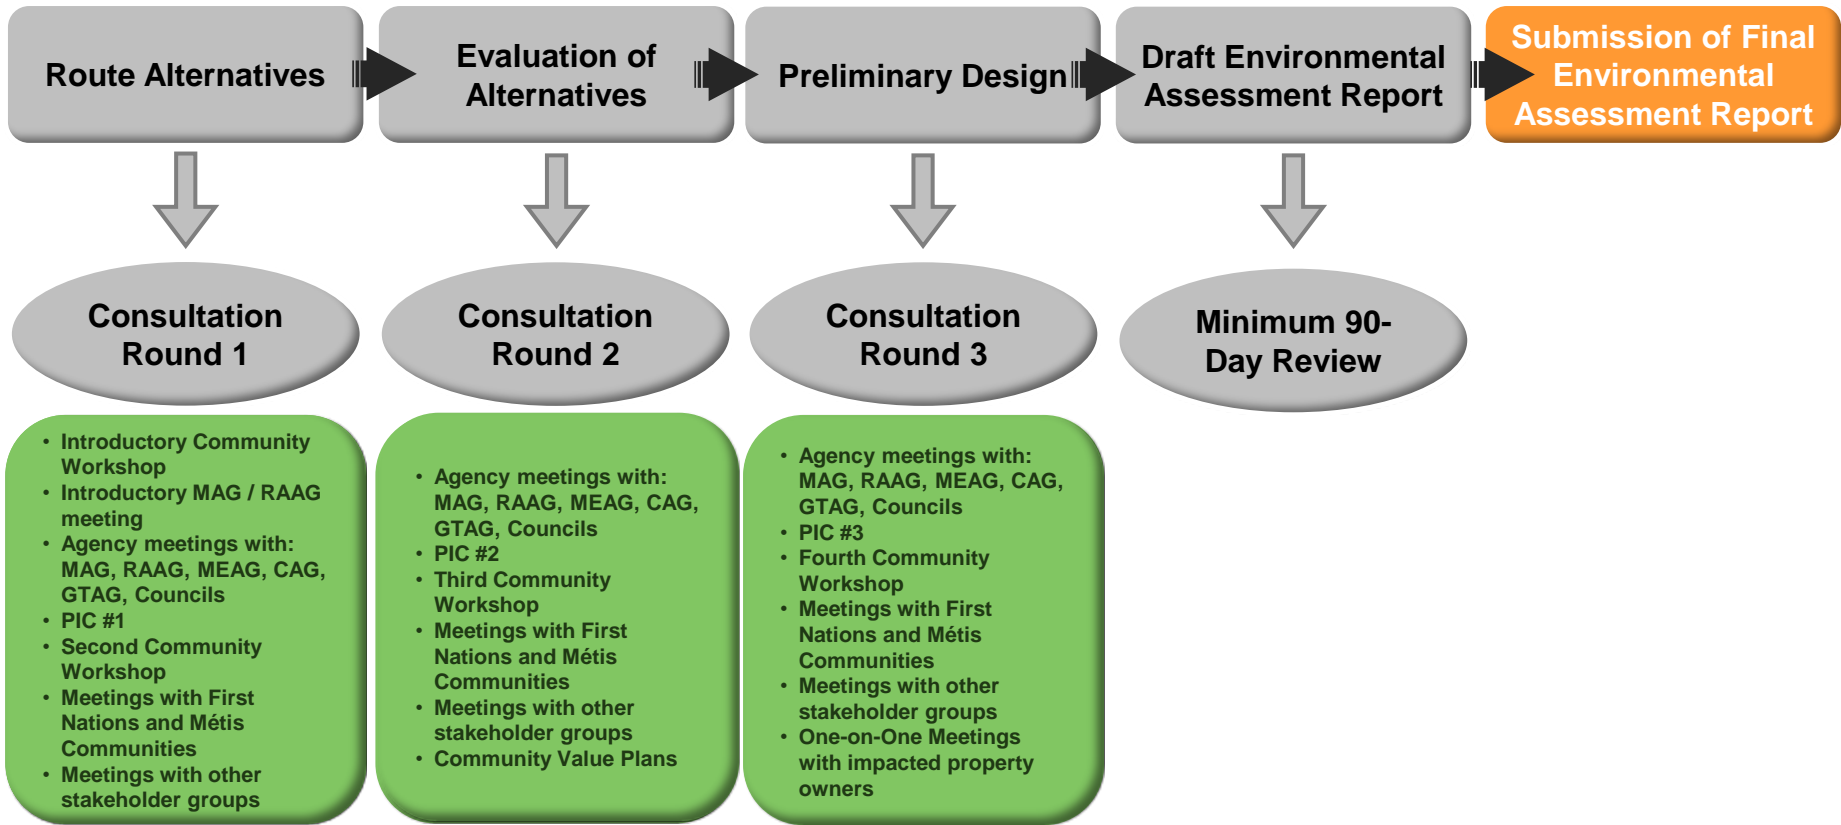 Route Alternatives
Evaluation of
Alternatives
Preliminary Design
Draft Environmental
Assessment Report
Submission of Final
Environmental
Assessment Report
Consultation
Round 1
Consultation
Round 2
Consultation
Round 3
Minimum 90-
Day Review
• Introductory Community
Workshop
• Introductory MAG / RAAG
meeting
• Agency meetings with:
MAG, RAAG, MEAG, CAG,
GTAG, Councils
• PIC #1
• Second Community
Workshop
• Meetings with First
Nations and Métis
Communities
• Meetings with other
stakeholder groups
• Agency meetings with:
MAG, RAAG, MEAG, CAG,
GTAG, Councils
• PIC #2
• Third Community
Workshop
• Meetings with First
Nations and Métis
Communities
• Meetings with other
stakeholder groups
• Community Value Plans
• Agency meetings with:
MAG, RAAG, MEAG, CAG,
GTAG, Councils
• PIC #3
• Fourth Community
Workshop
• Meetings with First
Nations and Métis
Communities
• Meetings with other
stakeholder groups
• One-on-One Meetings
with impacted property
owners